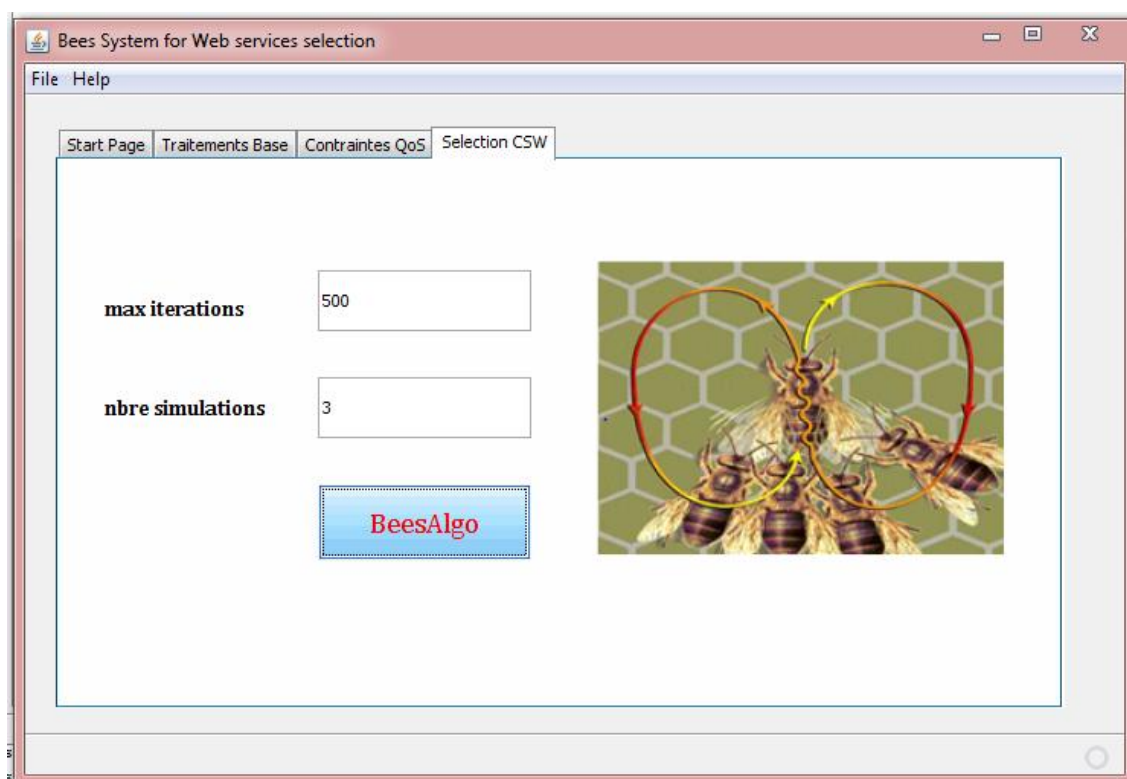 Bees System for Web services selection
File Help
Start Page Traitements Base Contraintes QoS Selection CSW
max iterations 500
nbre simulations 3
BeesAlgo